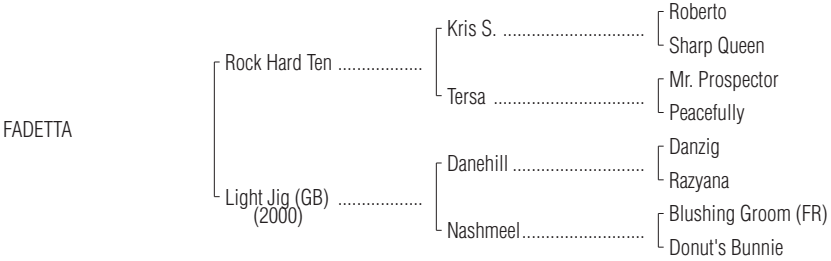 Roberto
Kris S. ..............................
Sharp Queen
Rock Hard Ten ..................
Mr. Prospector
Tersa ................................
Peacefully
FADETTA
Danzig
Danehill ............................
Razyana
Light Jig (GB) ..................
(2000)
Blushing Groom (FR)
Nashmeel..........................
Donut's Bunnie